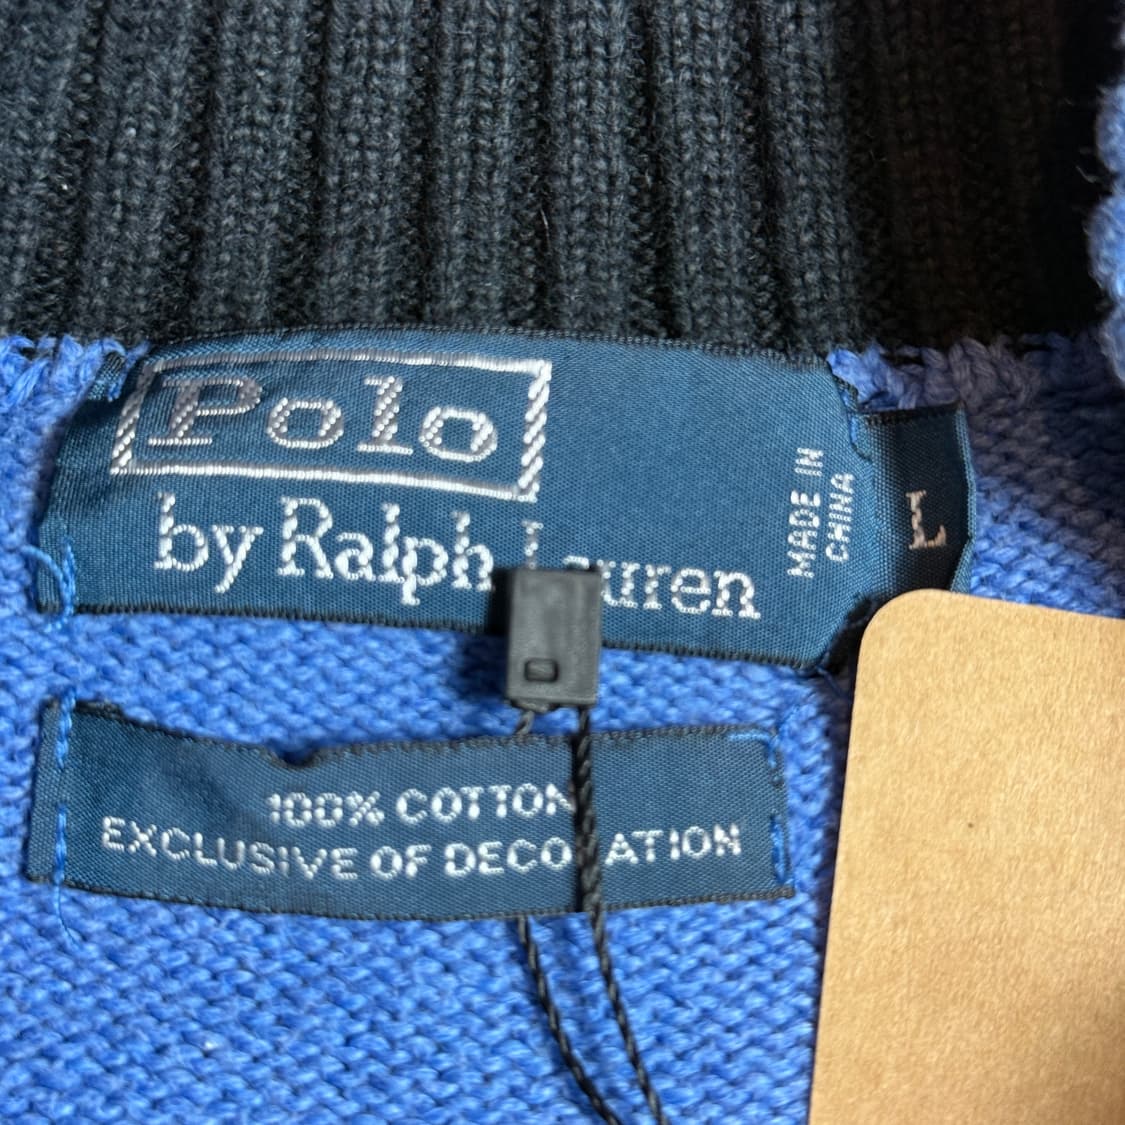 Polo
by Ralph Lauren
MADE IN
CHINA
L
100% COTTON
EXCLUSIVE OF DECORATION